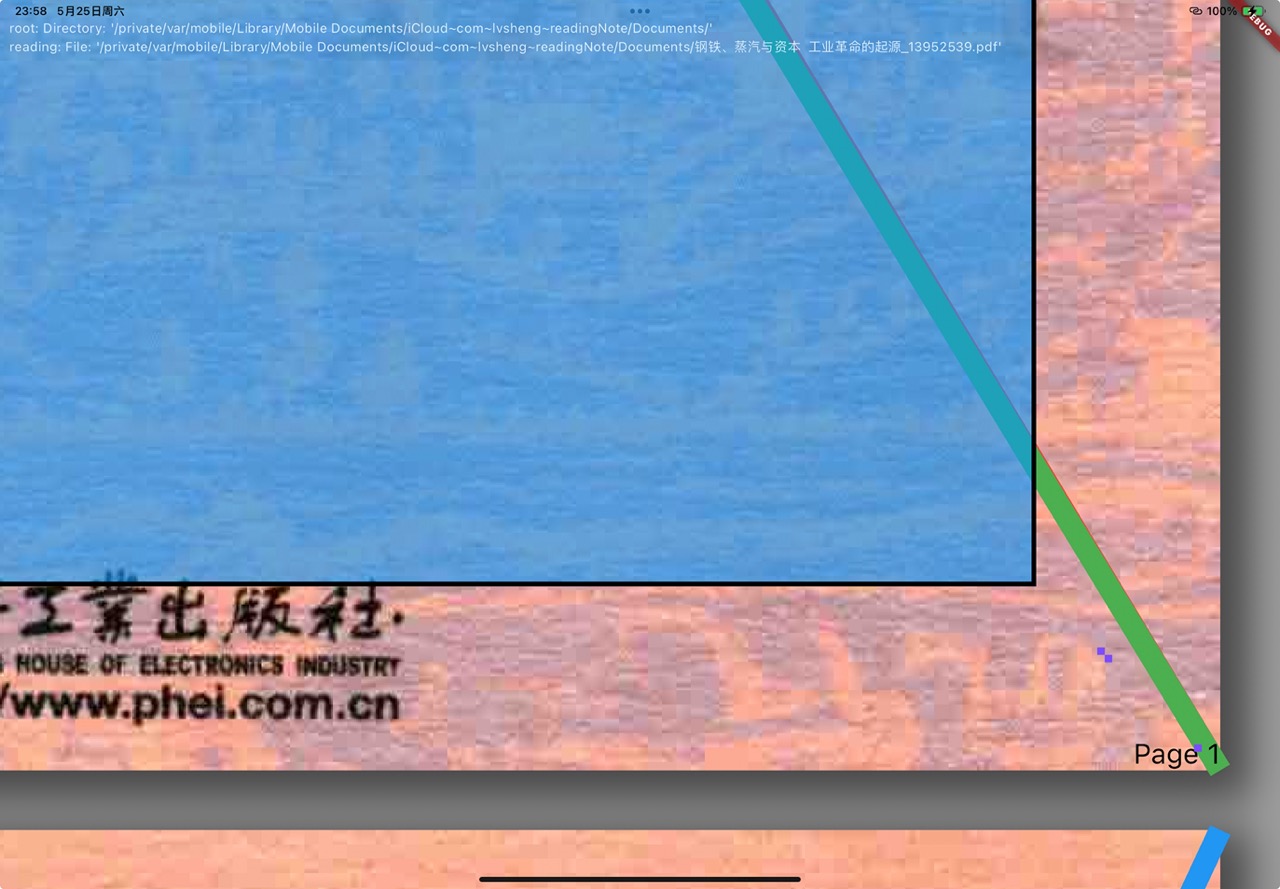 23:58 5月25日周六
100%
EBUG
root: Directory: '/private/var/mobile/Library/Mobile Documents/iCloud~com~lvsheng~readingNote/Documents/'
reading: File: '/private/var/mobile/Library/Mobile Documents/iCloud~com~lvsheng~readingNote/Documents/钢铁、蒸汽与资本 工业革命的起源_13952539.pdf'
工業出版社·
HOUSE OF ELECTRONICS INDUSTRY
/www.phei.com.cn
Page 1